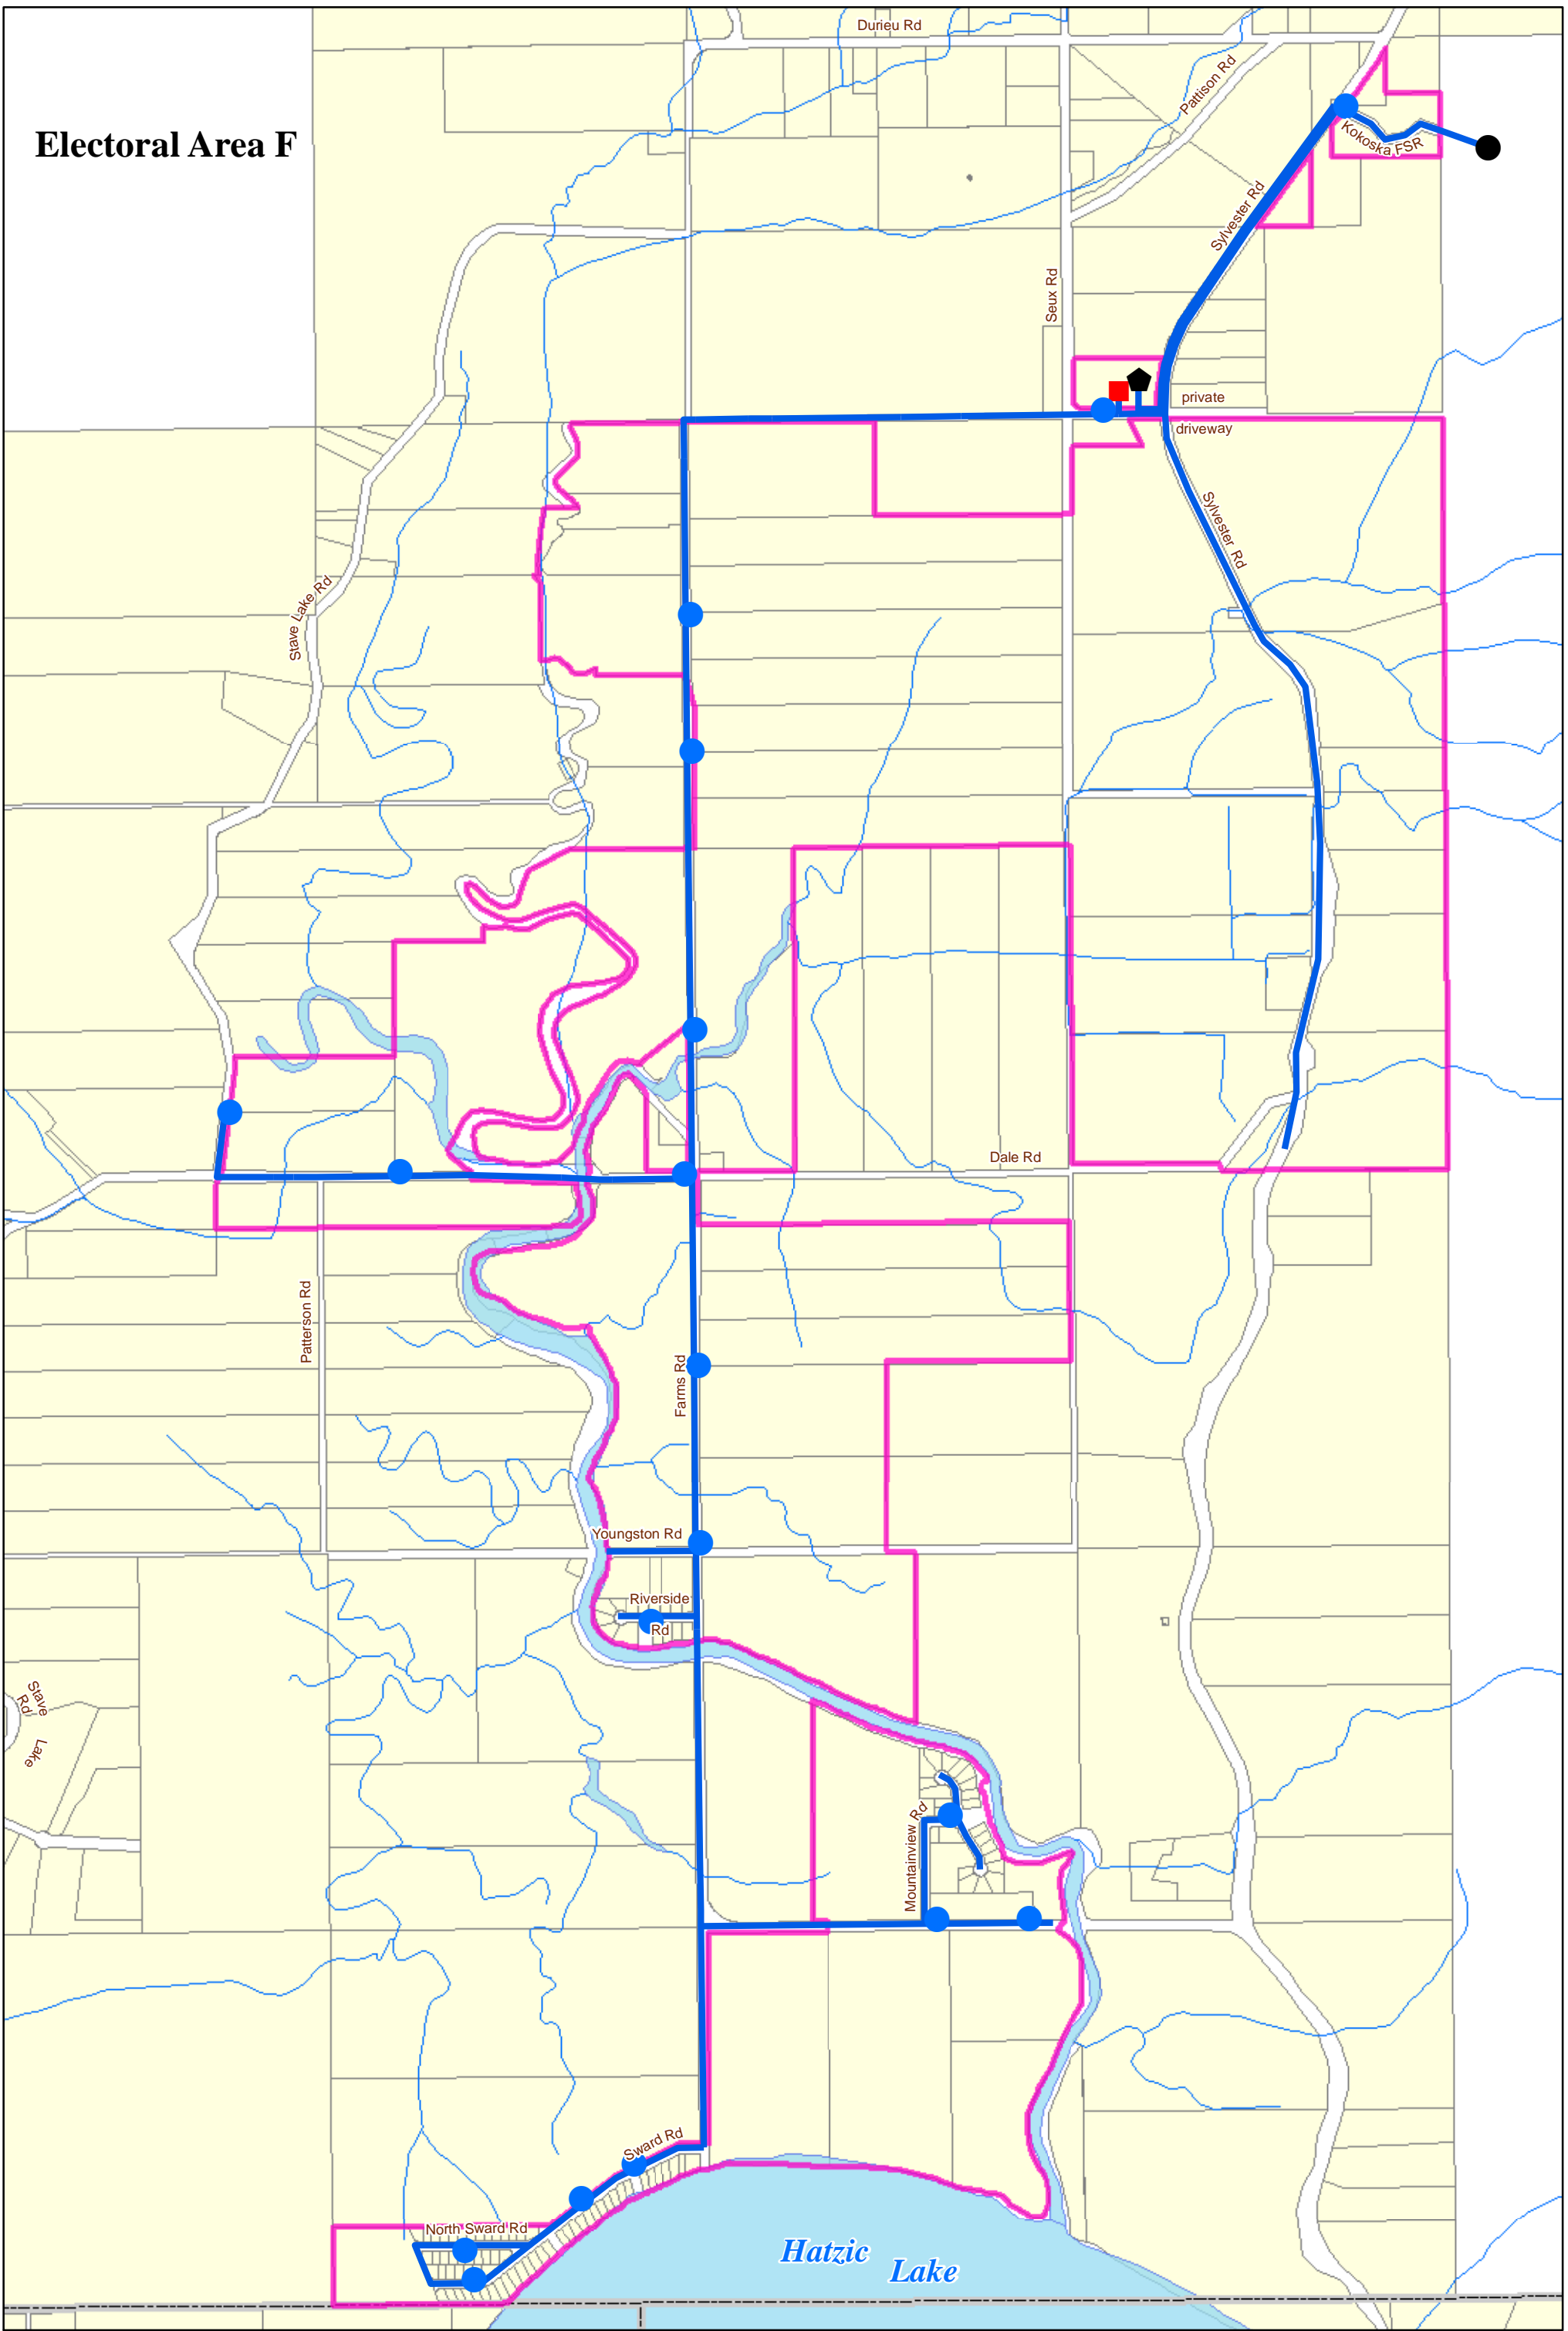 Durieu Rd
Pattison Rd
Electoral Area F
Kokoska FSR
Sylvester Rd
Seux Rd
private
driveway
Sylvester Rd
Stave Lake Rd
Dale Rd
Patterson Rd
Farms Rd
Youngston Rd
Riverside
Rd
Stave
Rd
Lake
Mountainview Rd
Sward Rd
North Sward Rd
Hatzic
Lake